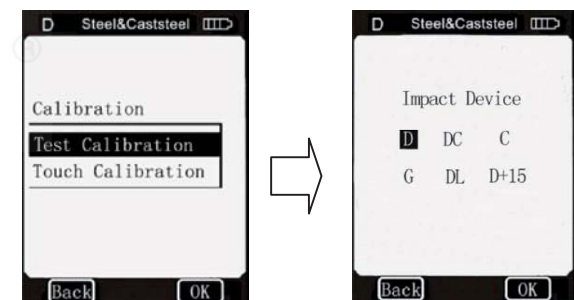 D Steel&Caststeel
Calibration
Test Calibration
Touch Calibration
Back OK
D Steel&Caststeel
Impact Device
D DC C
G DL D+15
Back OK